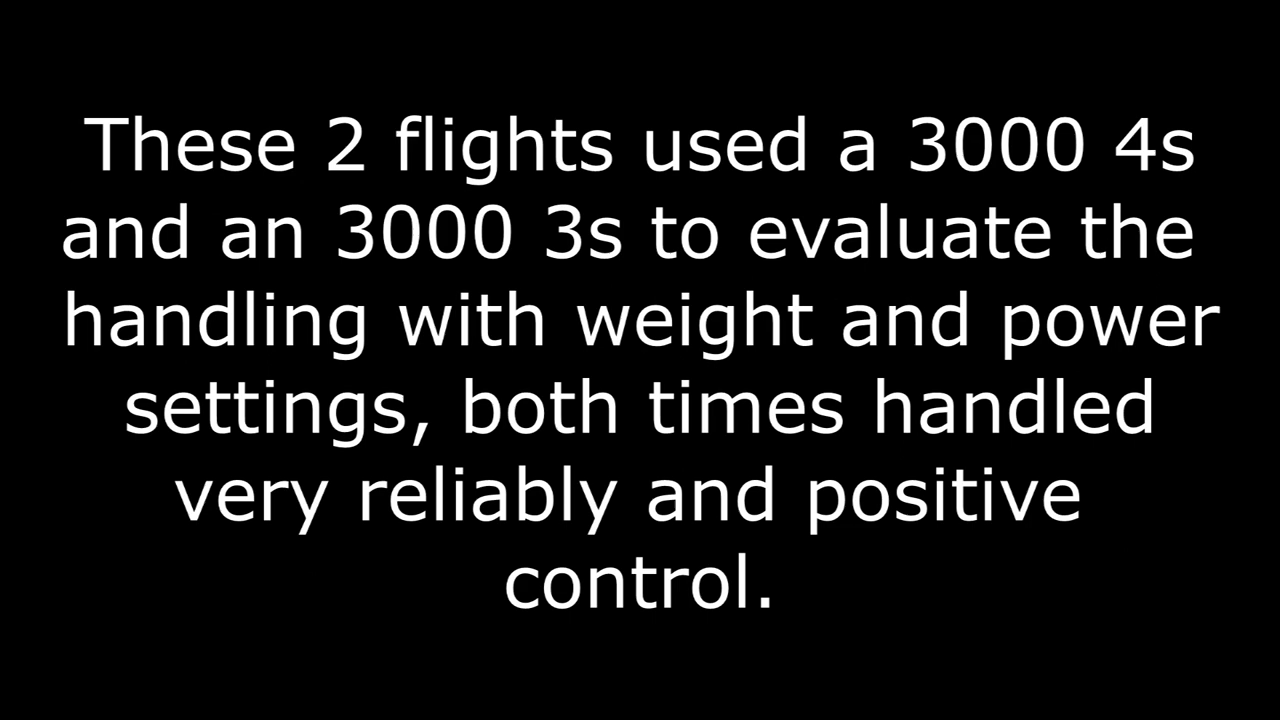 These 2 flights used a 3000 4s
and an 3000 3s to evaluate the
handling with weight and power
settings, both times handled
very reliably and positive
control.